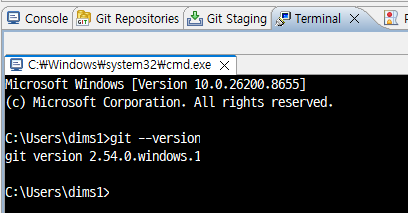 Console Git Repositories Git Staging Terminal
C:₩Windows₩system32₩cmd.exe
Microsoft Windows [Version 10.0.26200.8655]
(c) Microsoft Corporation. All rights reserved.
C:\Users\dims1>git --version
git version 2.54.0.windows.1
C:\Users\dims1>